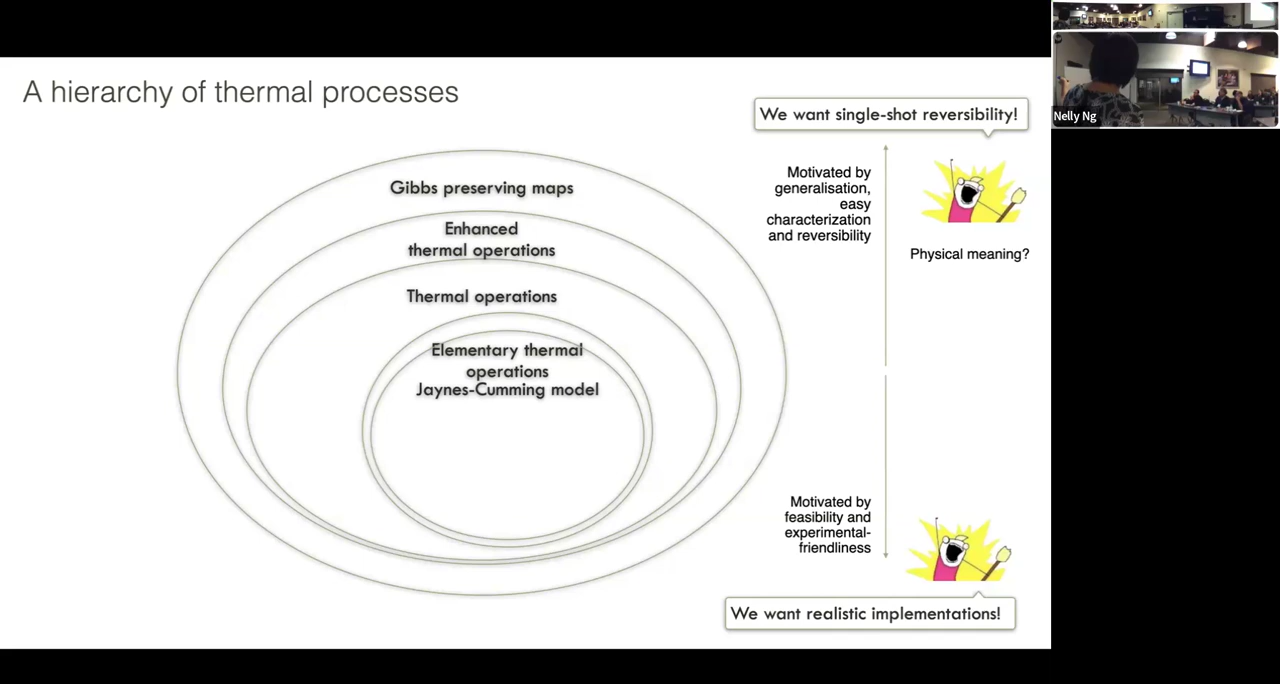 A hierarchy of thermal processes
We want single-shot reversibility!
Gibbs preserving maps
Enhanced
thermal operations
Thermal operations
Elementary thermal
operations
Jaynes-Cumming model
Motivated by
generalisation,
easy
characterization
and reversibility
Physical meaning?
Motivated by
feasibility and
experimental-
friendliness
We want realistic implementations!
Nelly Ng